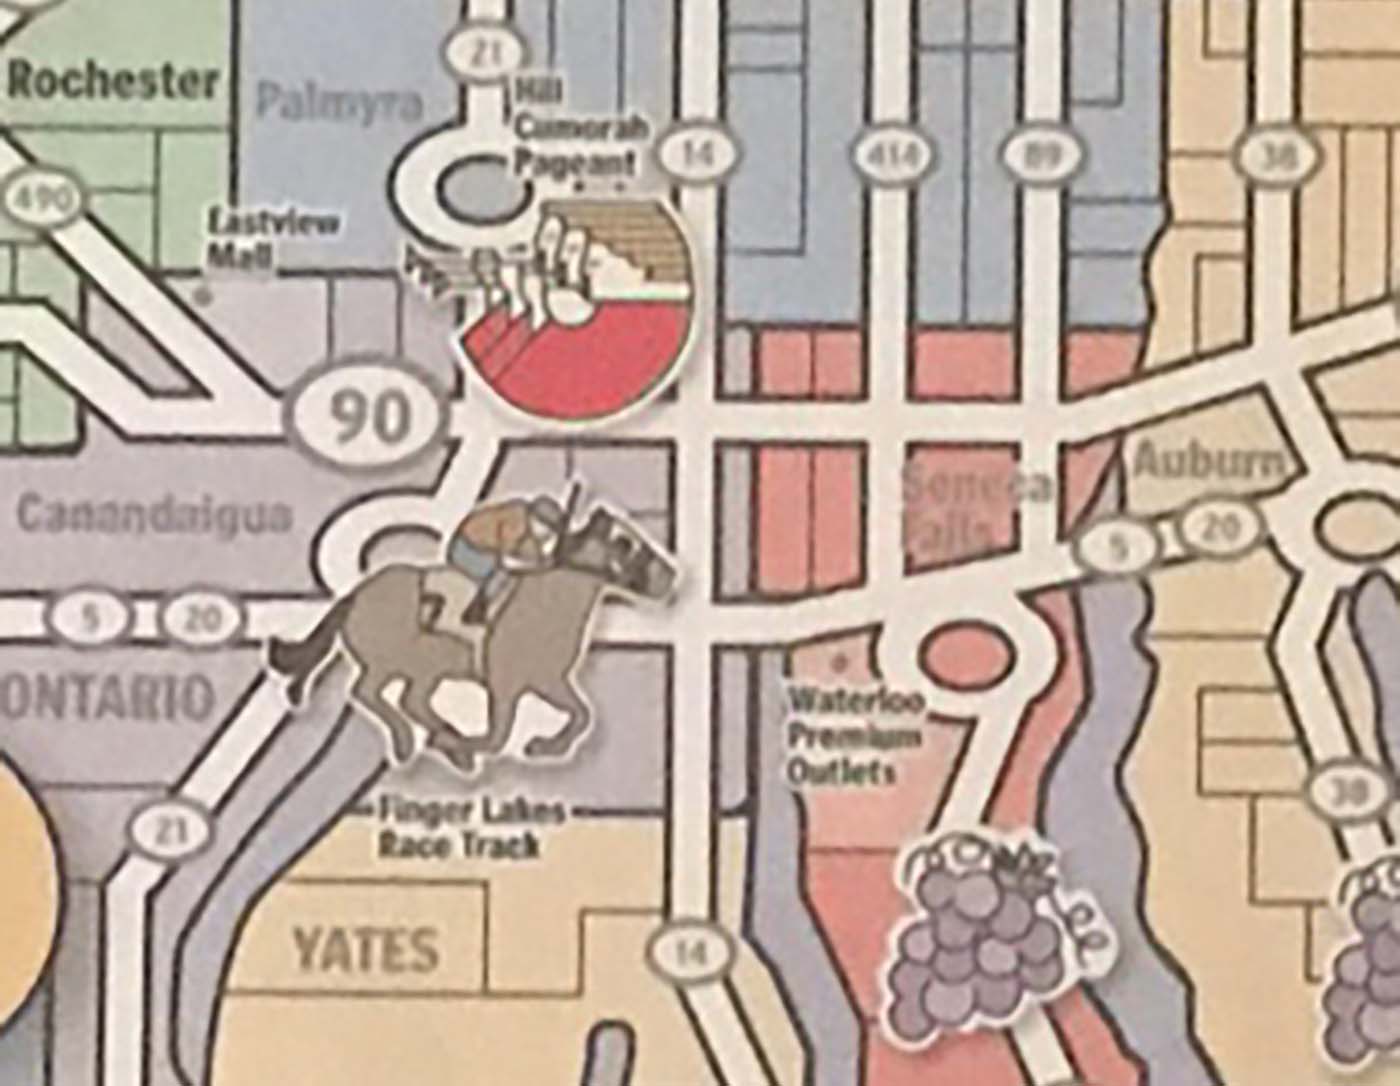 21
Rochester
Palmyra
Hill
Cumorah
Pageant
14
414
89
38
490
Eastview
Mall
90
Seneca
Falls
Auburn
Canandaigua
5
20
5
20
ONTARIO
Waterloo
Premium
Outlets
38
21
Finger Lakes
Race Track
YATES
14